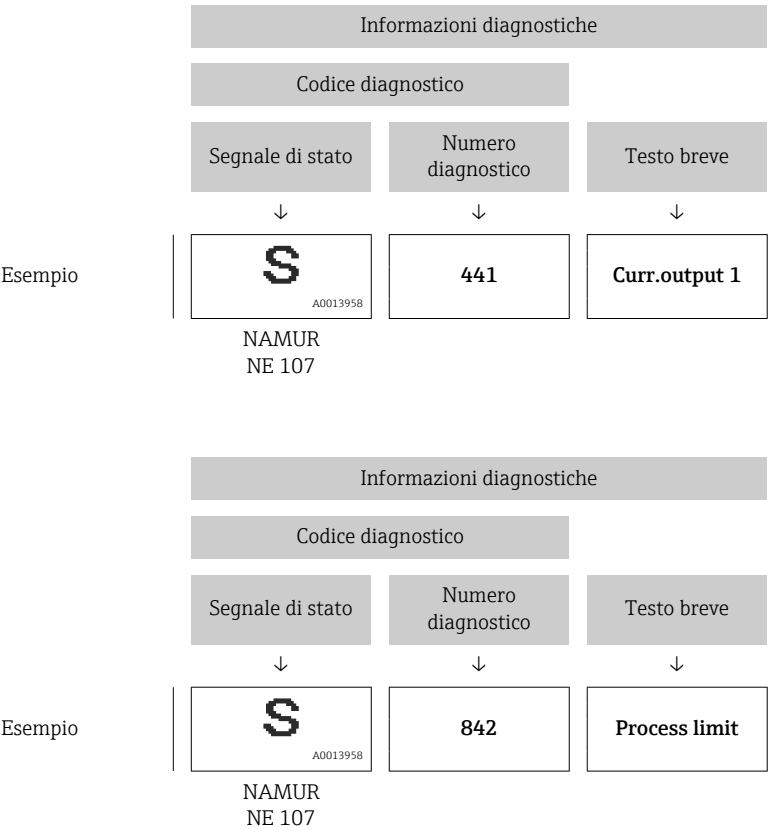 Informazioni diagnostiche
Codice diagnostico
Segnale di stato
Numero
diagnostico
Testo breve
↓ ↓ ↓
Esempio
S
441
Curr.output 1
A0013958
NAMUR
NE 107
Informazioni diagnostiche
Codice diagnostico
Segnale di stato
Numero
diagnostico
Testo breve
↓ ↓ ↓
Esempio
S
842
Process limit
A0013958
NAMUR
NE 107